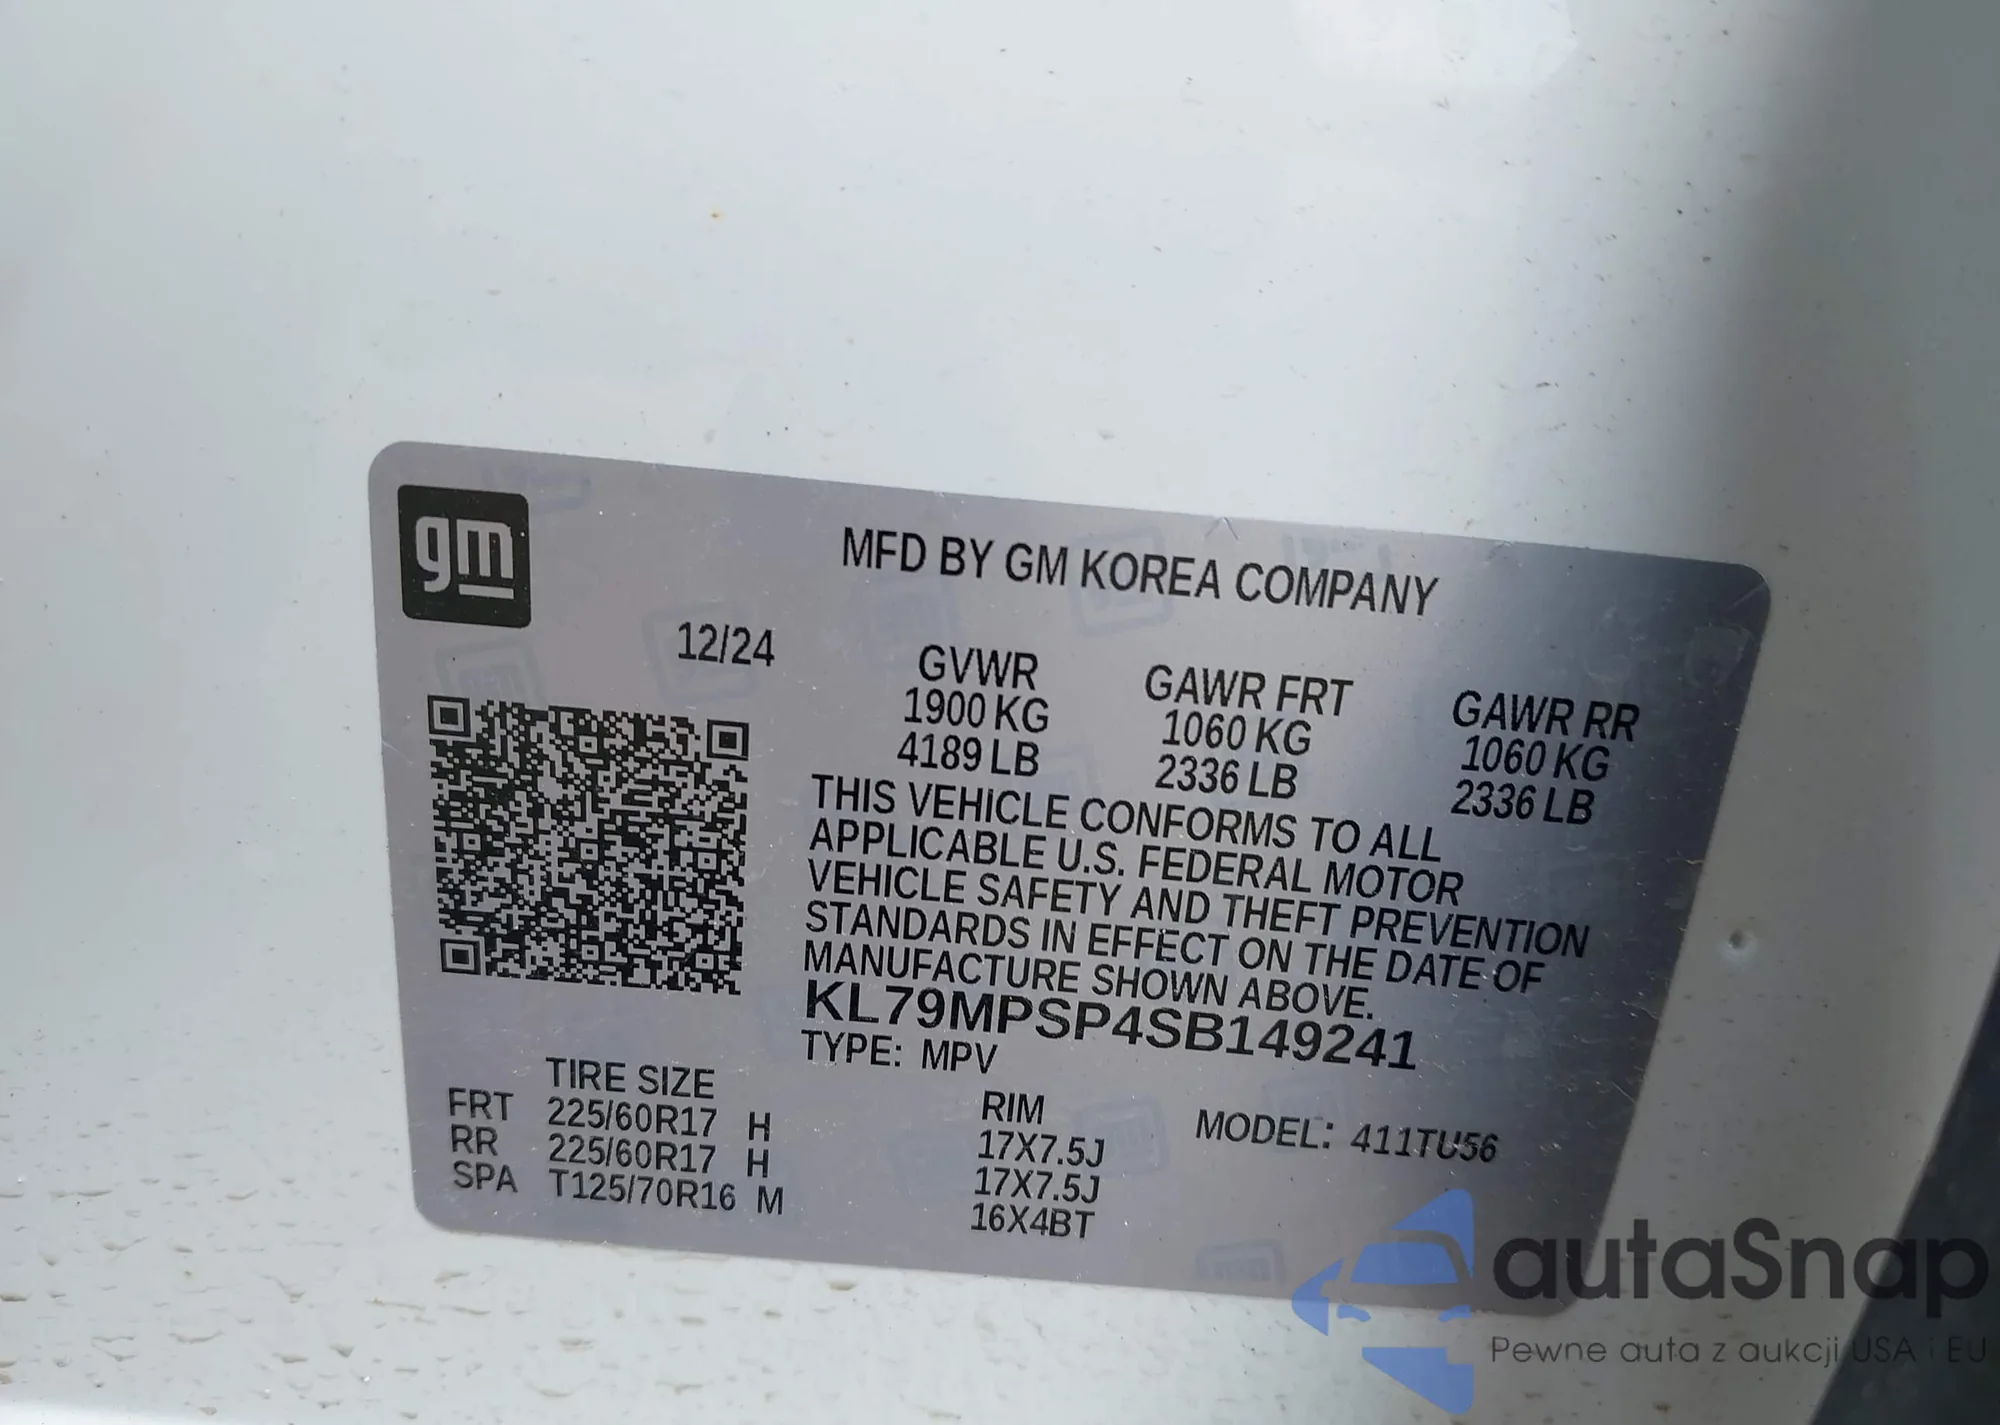 gm
MFD BY GM KOREA COMPANY
12/24
GVWR GAWR FRT GAWR RR
1900 KG 1060 KG 1060 KG
4189 LB 2336 LB 2336 LB
THIS VEHICLE CONFORMS TO ALL
APPLICABLE U.S. FEDERAL MOTOR
VEHICLE SAFETY AND THEFT PREVENTION
STANDARDS IN EFFECT ON THE DATE OF
MANUFACTURE SHOWN ABOVE.
KL79MPSP4SB149241
TYPE: MPV
TIRE SIZE RIM MODEL: 411TU56
FRT 225/60R17 H 17X7.5J
RR 225/60R17 H 17X7.5J
SPA T125/70R16 M 16X4BT
autaSnap
Pewne auta z aukcji USA i EU